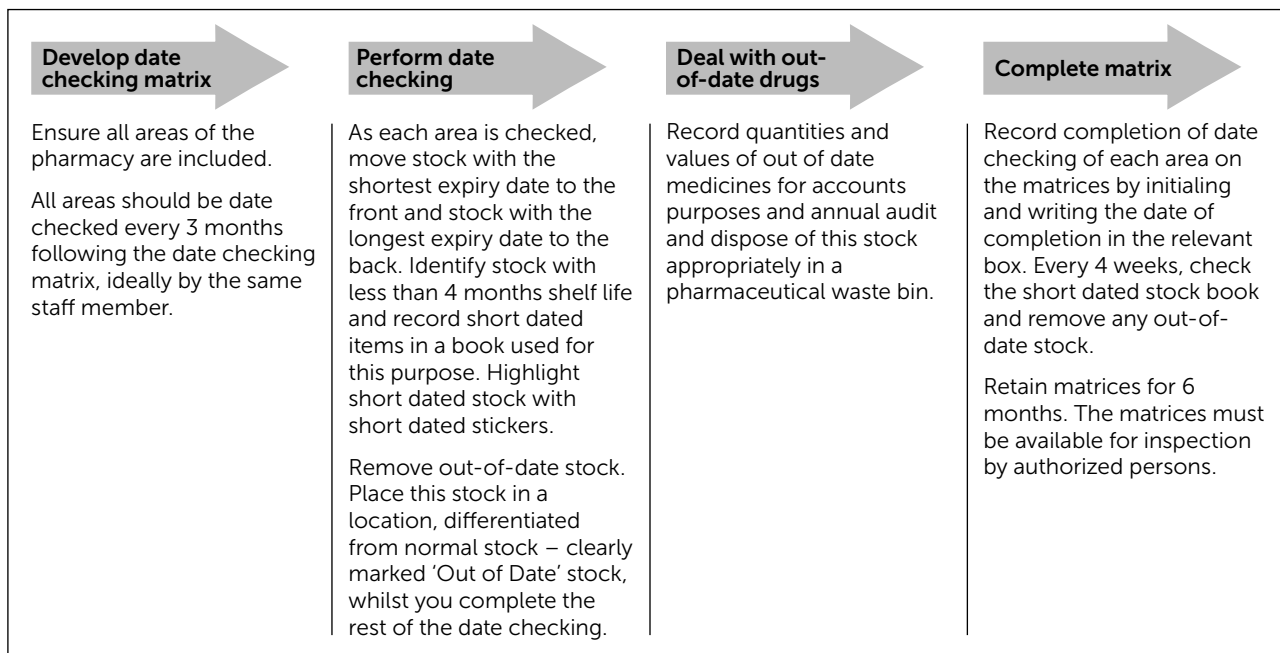 Develop date
checking matrix
Ensure all areas of the
pharmacy are included.
All areas should be date
checked every 3 months
following the date checking
matrix, ideally by the same
staff member.
Perform date
checking
As each area is checked,
move stock with the
shortest expiry date to the
front and stock with the
longest expiry date to the
back. Identify stock with
less than 4 months shelf life
and record short dated
items in a book used for
this purpose. Highlight
short dated stock with
short dated stickers.
Remove out-of-date stock.
Place this stock in a
location, differentiated
from normal stock – clearly
marked ‘Out of Date’ stock,
whilst you complete the
rest of the date checking.
Deal with out-
of-date drugs
Record quantities and
values of out of date
medicines for accounts
purposes and annual audit
and dispose of this stock
appropriately in a
pharmaceutical waste bin.
Complete matrix
Record completion of date
checking of each area on
the matrices by initialing
and writing the date of
completion in the relevant
box. Every 4 weeks, check
the short dated stock book
and remove any out-of-
date stock.
Retain matrices for 6
months. The matrices must
be available for inspection
by authorized persons.